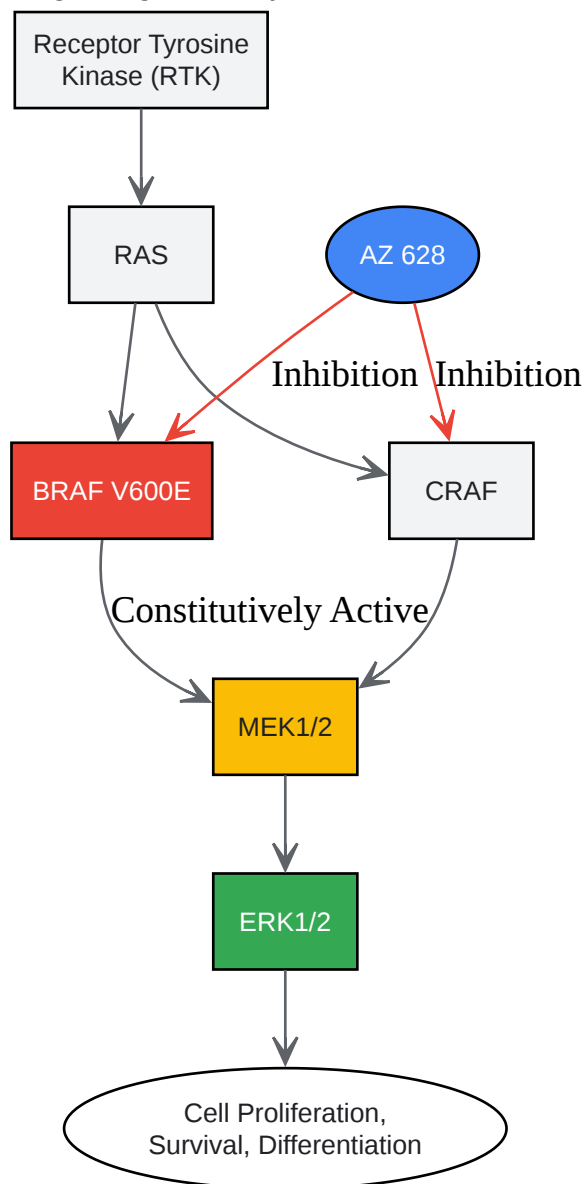 Receptor Tyrosine
Kinase (RTK)
RAS
AZ 628
Inhibition
Inhibition
BRAF V600E
CRAF
Constitutively Active
MEK1/2
ERK1/2
Cell Proliferation,
Survival, Differentiation